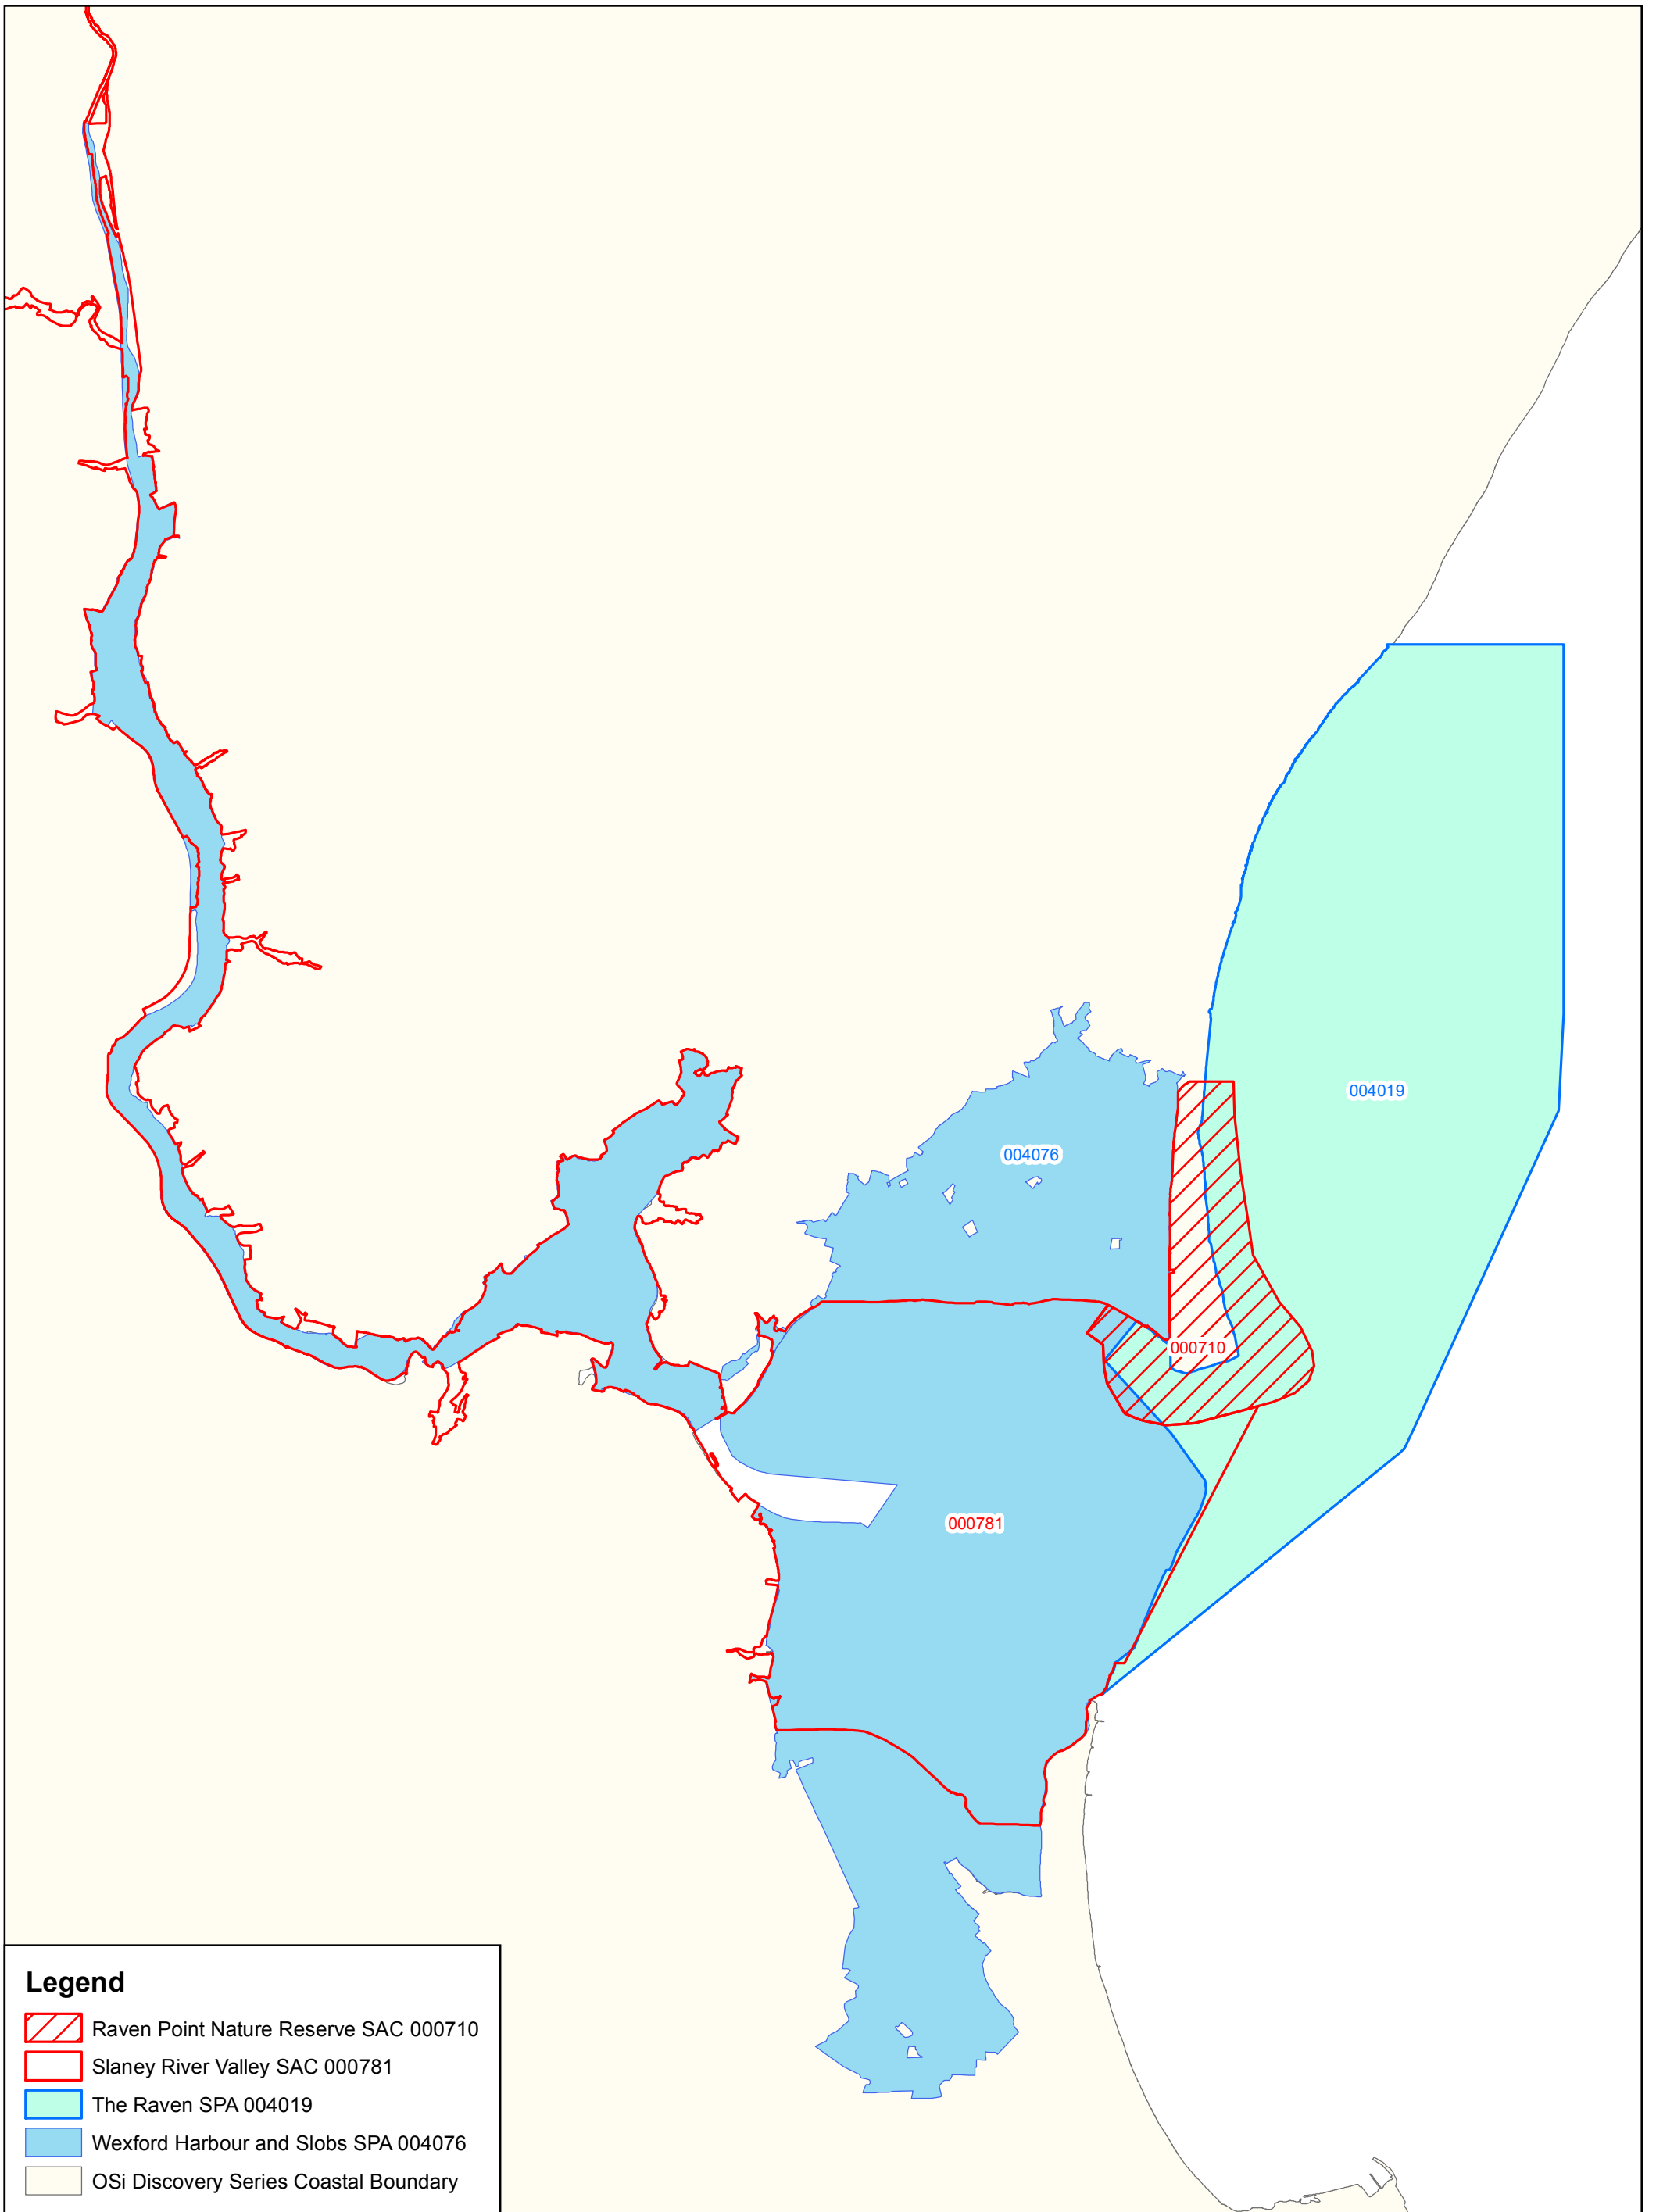 004019
004076
000710
000781
Legend
Raven Point Nature Reserve SAC 000710
Slaney River Valley SAC 000781
The Raven SPA 004019
Wexford Harbour and Slobs SPA 004076
OSi Discovery Series Coastal Boundary